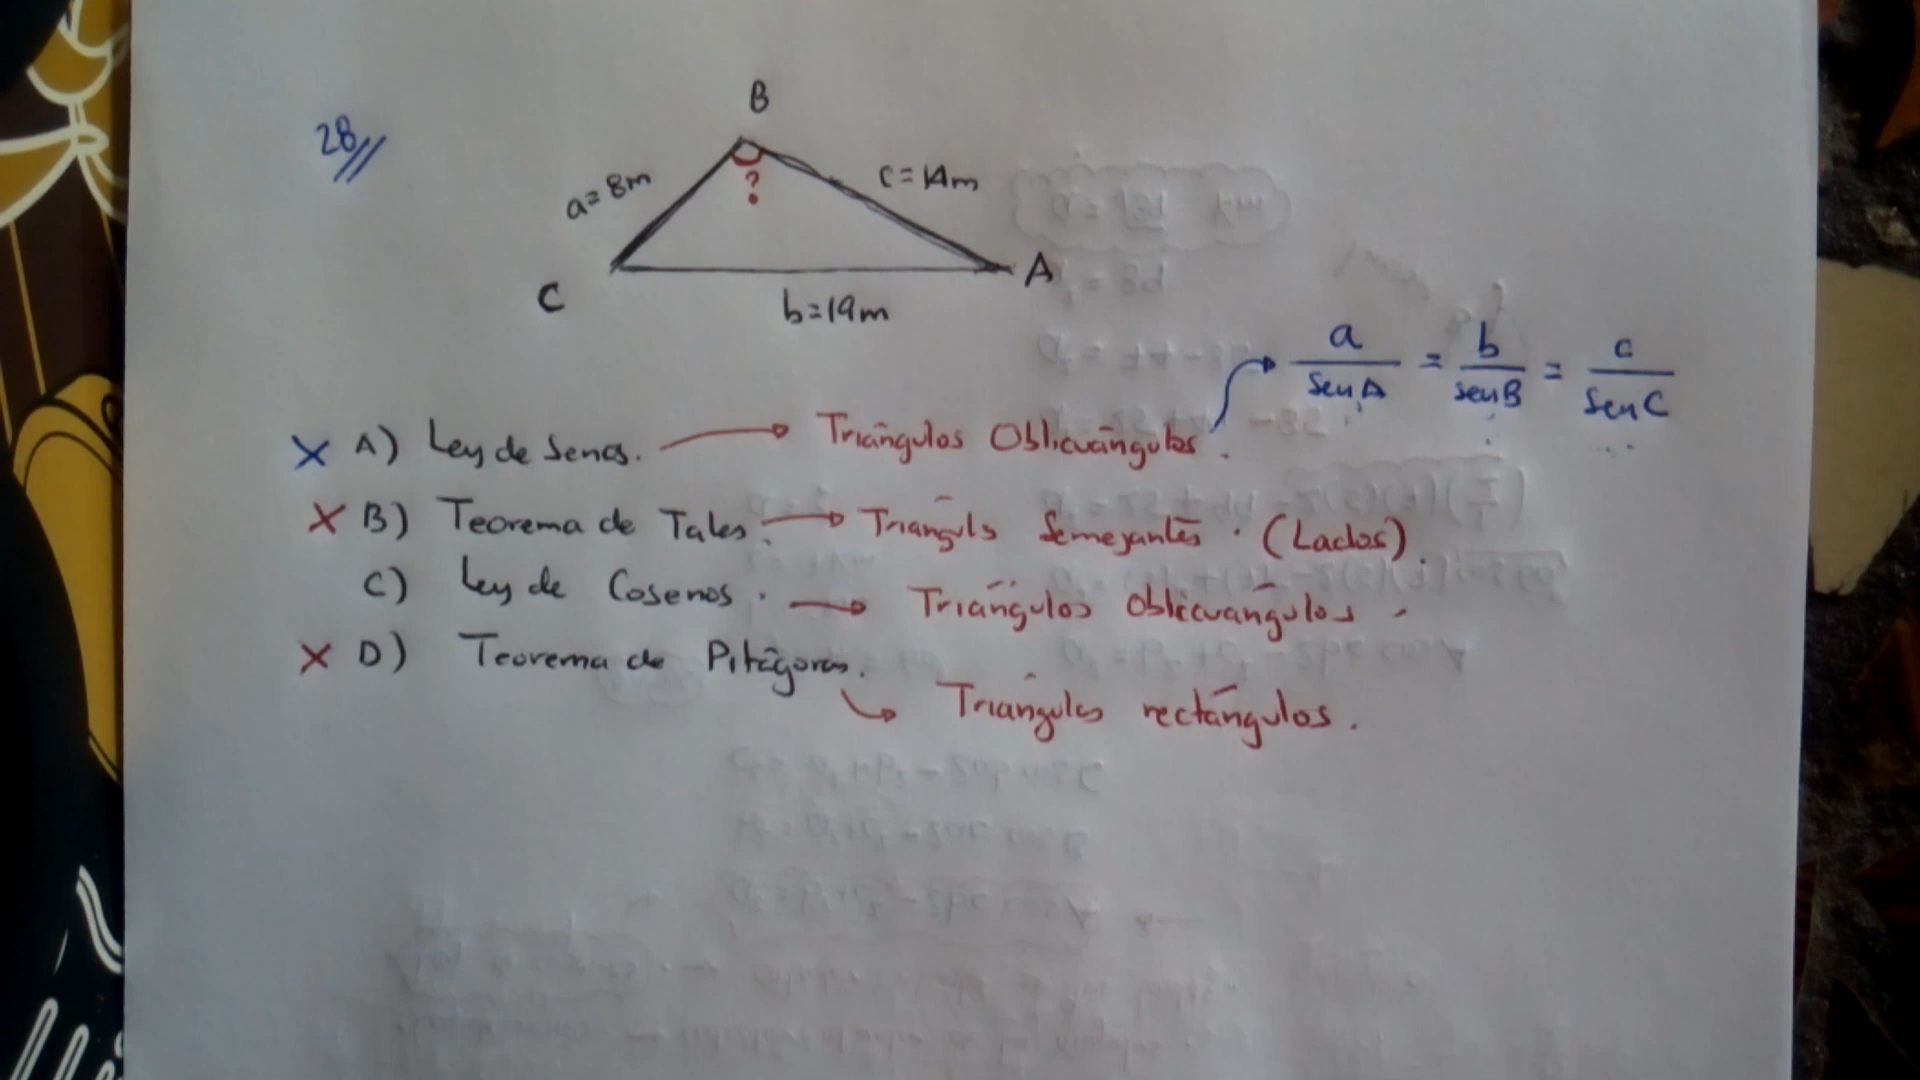 28//
B
a=8m
c=14m
?
C
A
b=19m
a/senA = b/senB = c/senC
X A) Ley de Senos. → Triángulos Oblicuángulos.
X B) Teorema de Tales. → Triánguls Semejantes. (Lados).
C) Ley de Cosenos. → Triángulos oblicuángulos.
X D) Teorema de Pitágoras.
→ Triángulos rectángulos.